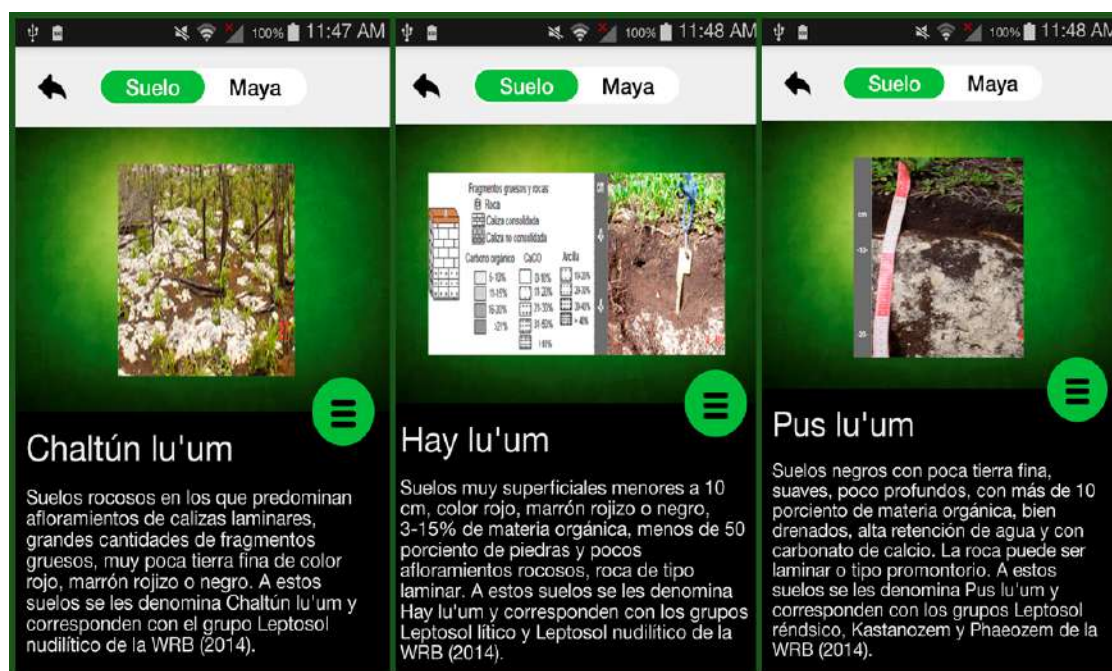 100% 11:47 AM
Suelo Maya
Chaltún lu'um
Suelos rocosos en los que predominan
afloramientos de calizas laminares,
grandes cantidades de fragmentos
gruesos, muy poca tierra fina de color
rojo, marrón rojizo o negro. A estos
suelos se les denomina Chaltún lu'um y
corresponden con el grupo Leptosol
nudilítico de la WRB (2014).
100% 11:48 AM
Suelo Maya
Fragmentos gruesos y rocas
Roca
Caliza consolidada
Caliza no consolidada
Carbono orgánico CaCO Arcilla
cm
Hay lu'um
Suelos muy superficiales menores a 10
cm, color rojo, marrón rojizo o negro,
3-15% de materia orgánica, menos de 50
porciento de piedras y pocos
afloramientos rocosos, roca de tipo
laminar. A estos suelos se les denomina
Hay lu'um y corresponden con los grupos
Leptosol lítico y Leptosol nudilítico de la
WRB (2014).
100% 11:48 AM
Suelo Maya
cm
Pus lu'um
Suelos negros con poca tierra fina,
suaves, poco profundos, con más de 10
porciento de materia orgánica, bien
drenados, alta retención de agua y con
carbonato de calcio. La roca puede ser
laminar o tipo promontorio. A estos
suelos se les denomina Pus lu'um y
corresponden con los grupos Leptosol
réndsico, Kastanozem y Phaeozem de la
WRB (2014).